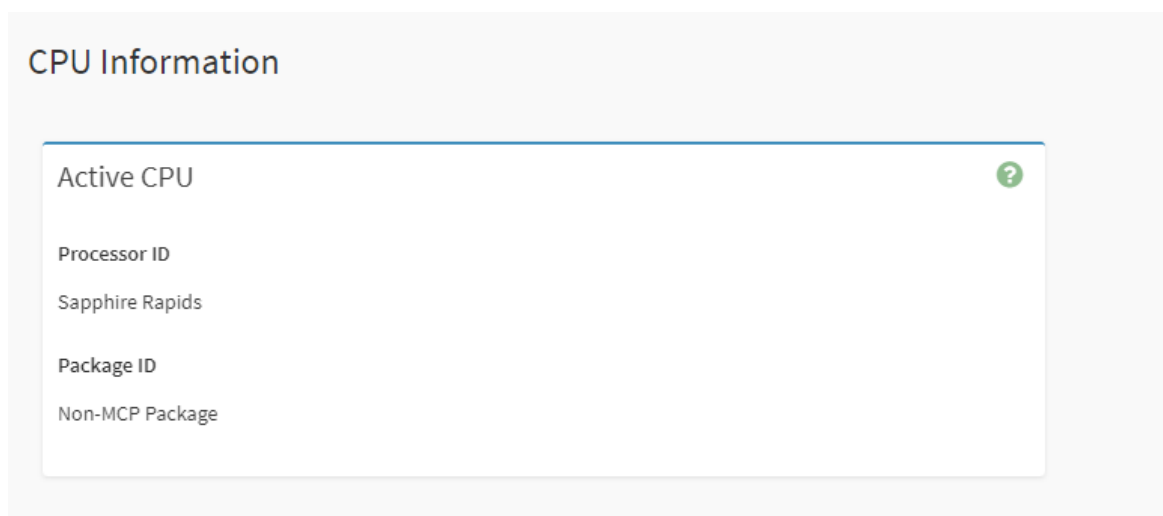 CPU Information
Active CPU
Processor ID
Sapphire Rapids
Package ID
Non-MCP Package